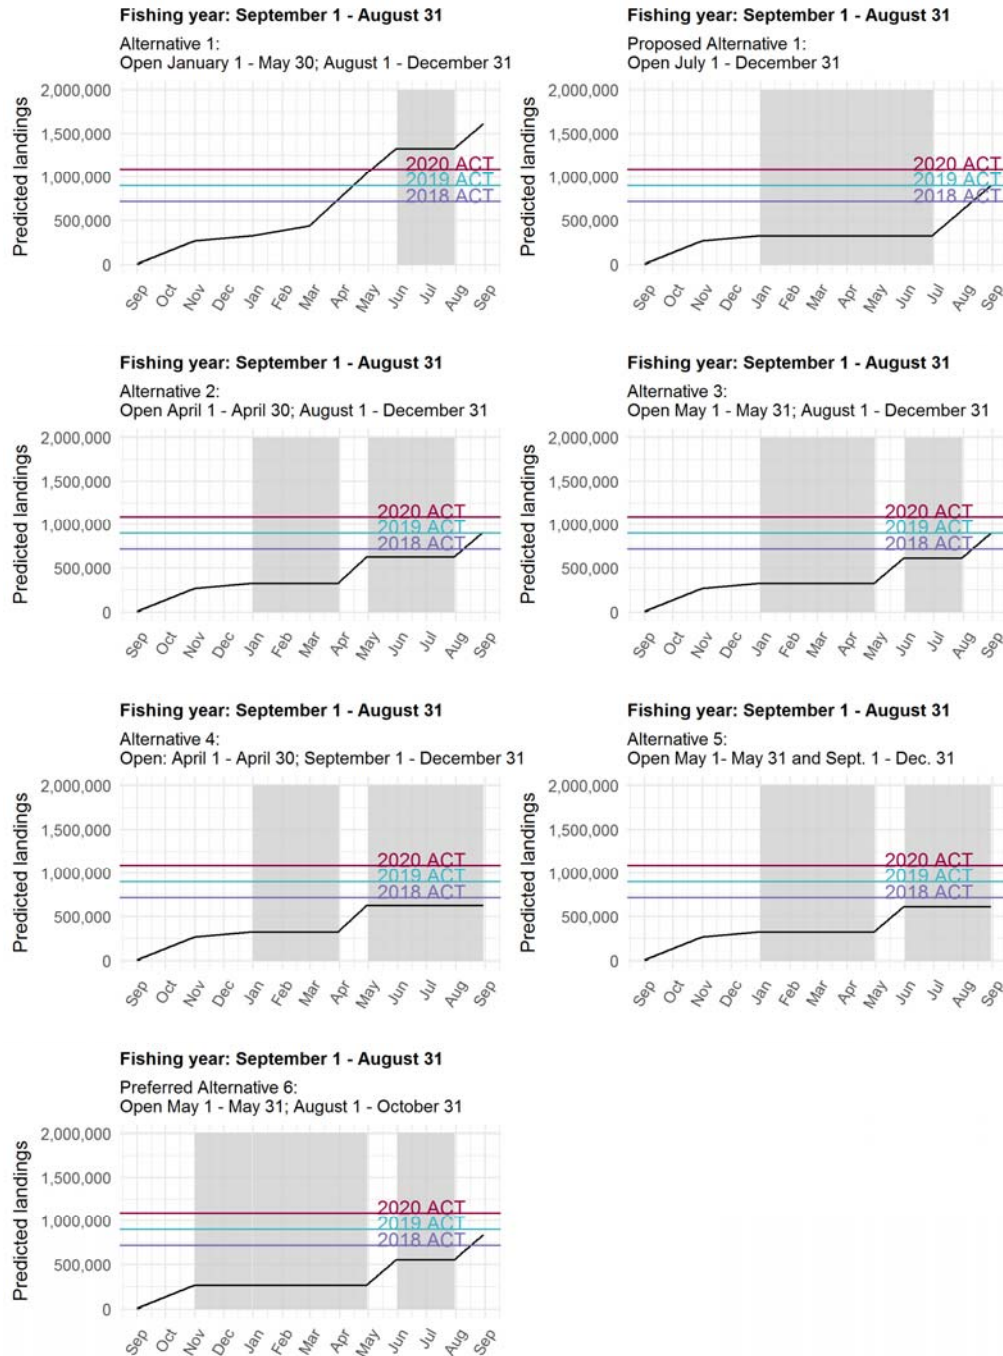 Fishing year: September 1 - August 31
Alternative 1:
Open January 1 - May 30; August 1 - December 31
Predicted landings
2,000,000
1,500,000
1,000,000
500,000
0
2020 ACT
2019 ACT
2018 ACT
Sep Oct Nov Dec Jan Feb Mar Apr May Jun Jul Aug Sep
Fishing year: September 1 - August 31
Proposed Alternative 1:
Open July 1 - December 31
Predicted landings
2,000,000
1,500,000
1,000,000
500,000
0
2020 ACT
2019 ACT
2018 ACT
Sep Oct Nov Dec Jan Feb Mar Apr May Jun Jul Aug Sep
Fishing year: September 1 - August 31
Alternative 2:
Open April 1 - April 30; August 1 - December 31
Predicted landings
2,000,000
1,500,000
1,000,000
500,000
0
2020 ACT
2019 ACT
2018 ACT
Sep Oct Nov Dec Jan Feb Mar Apr May Jun Jul Aug Sep
Fishing year: September 1 - August 31
Alternative 3:
Open May 1 - May 31; August 1 - December 31
Predicted landings
2,000,000
1,500,000
1,000,000
500,000
0
2020 ACT
2019 ACT
2018 ACT
Sep Oct Nov Dec Jan Feb Mar Apr May Jun Jul Aug Sep
Fishing year: September 1 - August 31
Alternative 4:
Open: April 1 - April 30; September 1 - December 31
Predicted landings
2,000,000
1,500,000
1,000,000
500,000
0
2020 ACT
2019 ACT
2018 ACT
Sep Oct Nov Dec Jan Feb Mar Apr May Jun Jul Aug Sep
Fishing year: September 1 - August 31
Alternative 5:
Open May 1- May 31 and Sept. 1 - Dec. 31
Predicted landings
2,000,000
1,500,000
1,000,000
500,000
0
2020 ACT
2019 ACT
2018 ACT
Sep Oct Nov Dec Jan Feb Mar Apr May Jun Jul Aug Sep
Fishing year: September 1 - August 31
Preferred Alternative 6:
Open May 1 - May 31; August 1 - October 31
Predicted landings
2,000,000
1,500,000
1,000,000
500,000
0
2020 ACT
2019 ACT
2018 ACT
Sep Oct Nov Dec Jan Feb Mar Apr May Jun Jul Aug Sep